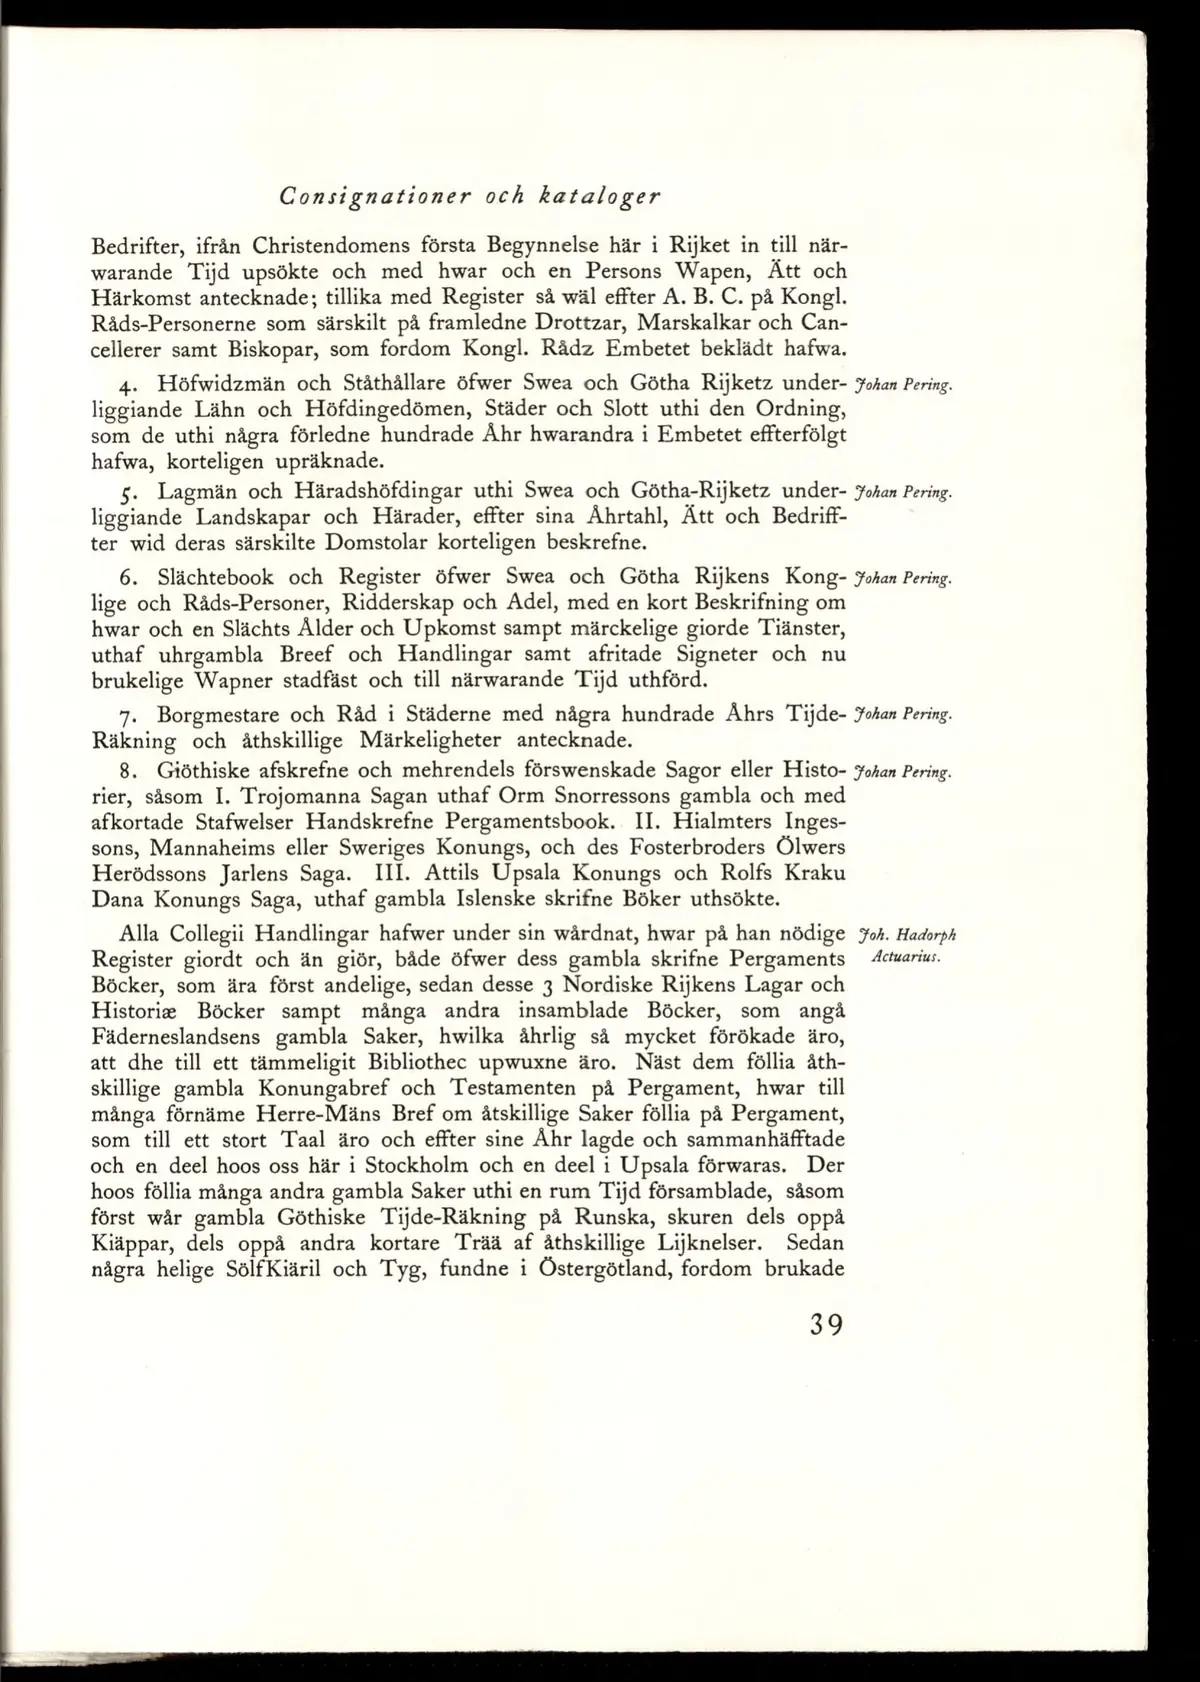 Consignationer och kataloger
Bedrifter, ifrån Christendomens första Begynnelse här i Rijket in till när-
warande Tijd upsökte och med hwar och en Persons Wapen, Ätt och
Härkomst antecknade; tillika med Register så wäl effter A. B. C. på Kongl.
Råds-Personerne som särskilt på framledne Drottzar, Marskalkar och Can-
cellerer samt Biskopar, som fordom Kongl. Rådz Embetet beklädt hafwa.
4. Höfwidzmän och Ståthållare öfwer Swea och Götha Rijketz under- Johan Pering.
liggiande Lähn och Höfdingedömen, Städer och Slott uthi den Ordning,
som de uthi några förledne hundrade Åhr hwarandra i Embetet effterfölgt
hafwa, korteligen upräknade.
5. Lagmän och Häradshöfdingar uthi Swea och Götha-Rijketz under- Johan Pering.
liggiande Landskapar och Härader, effter sina Åhrtahl, Ätt och Bedriff-
ter wid deras särskilte Domstolar korteligen beskrefne.
6. Slächtebook och Register öfwer Swea och Götha Rijkens Kong- Johan Pering.
lige och Råds-Personer, Ridderskap och Adel, med en kort Beskrifning om
hwar och en Slächts Ålder och Upkomst sampt märckelige giorde Tiänster,
uthaf uhrgambla Breef och Handlingar samt afritade Signeter och nu
brukelige Wapner stadfäst och till närwarande Tijd uthförd.
7. Borgmestare och Råd i Städerne med några hundrade Åhrs Tijde- Johan Pering.
Räkning och åthskillige Märkeligheter antecknade.
8. Giöthiske afskrefne och mehrendels förswenskade Sagor eller Histo- Johan Pering.
rier, såsom I. Trojomanna Sagan uthaf Orm Snorressons gambla och med
afkortade Stafwelser Handskrefne Pergamentsbook. II. Hialmters Inges-
sons, Mannaheims eller Sweriges Konungs, och des Fosterbroders Ölwers
Herödssons Jarlens Saga. III. Attils Upsala Konungs och Rolfs Kraku
Dana Konungs Saga, uthaf gambla Islenske skrifne Böker uthsökte.
Alla Collegii Handlingar hafwer under sin wårdnat, hwar på han nödige Joh. Hadorph
Register giordt och än giör, både öfwer dess gambla skrifne Pergaments Actuarius.
Böcker, som ära först andelige, sedan desse 3 Nordiske Rijkens Lagar och
Historiæ Böcker sampt många andra insamblade Böcker, som angå
Fäderneslandsens gambla Saker, hwilka åhrlig så mycket förökade äro,
att dhe till ett tämmeligit Bibliothec upwuxne äro. Näst dem föllia åth-
skillige gambla Konungabref och Testamenten på Pergament, hwar till
många förnäme Herre-Mäns Bref om åtskillige Saker föllia på Pergament,
som till ett stort Taal äro och effter sine Åhr lagde och sammanhäfftade
och en deel hoos oss här i Stockholm och en deel i Upsala förwaras. Der
hoos föllia många andra gambla Saker uthi en rum Tijd församblade, såsom
först wår gambla Göthiske Tijde-Räkning på Runska, skuren dels oppå
Kiäppar, dels oppå andra kortare Trää af åthskillige Lijknelser. Sedan
några helige SölfKiäril och Tyg, fundne i Östergötland, fordom brukade
39